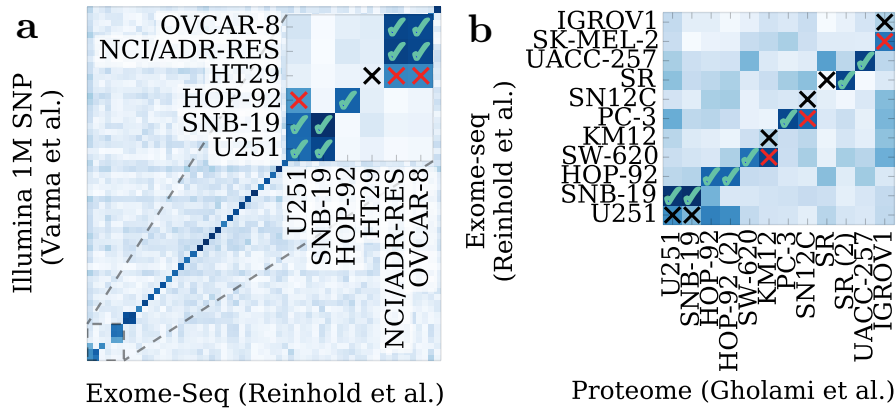 a
Illumina 1M SNP
(Varma et al.)
OVCAR-8
NCI/ADR-RES
HT29
HOP-92
SNB-19
U251
U251
SNB-19
HOP-92
HT29
NCI/ADR-RES
OVCAR-8
Exome-Seq (Reinhold et al.)
b
Exome-seq
(Reinhold et al.)
IGROV1
SK-MEL-2
UACC-257
SR
SN12C
PC-3
KM12
SW-620
HOP-92
SNB-19
U251
U251
SNB-19
HOP-92
HOP-92 (2)
SW-620
KM12
PC-3
SN12C
SR
SR (2)
UACC-257
IGROV1
Proteome (Gholami et al.)